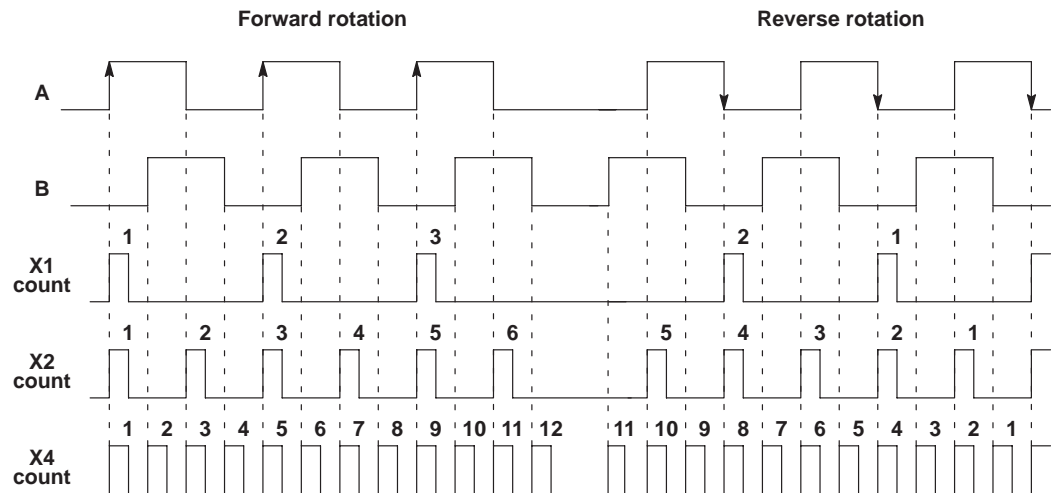 Forward rotation Reverse rotation
A
B
1 2 3 2 1
X1
count
1 2 3 4 5 6 5 4 3 2 1
X2
count
1 2 3 4 5 6 7 8 9 10 11 12 11 10 9 8 7 6 5 4 3 2 1
X4
count